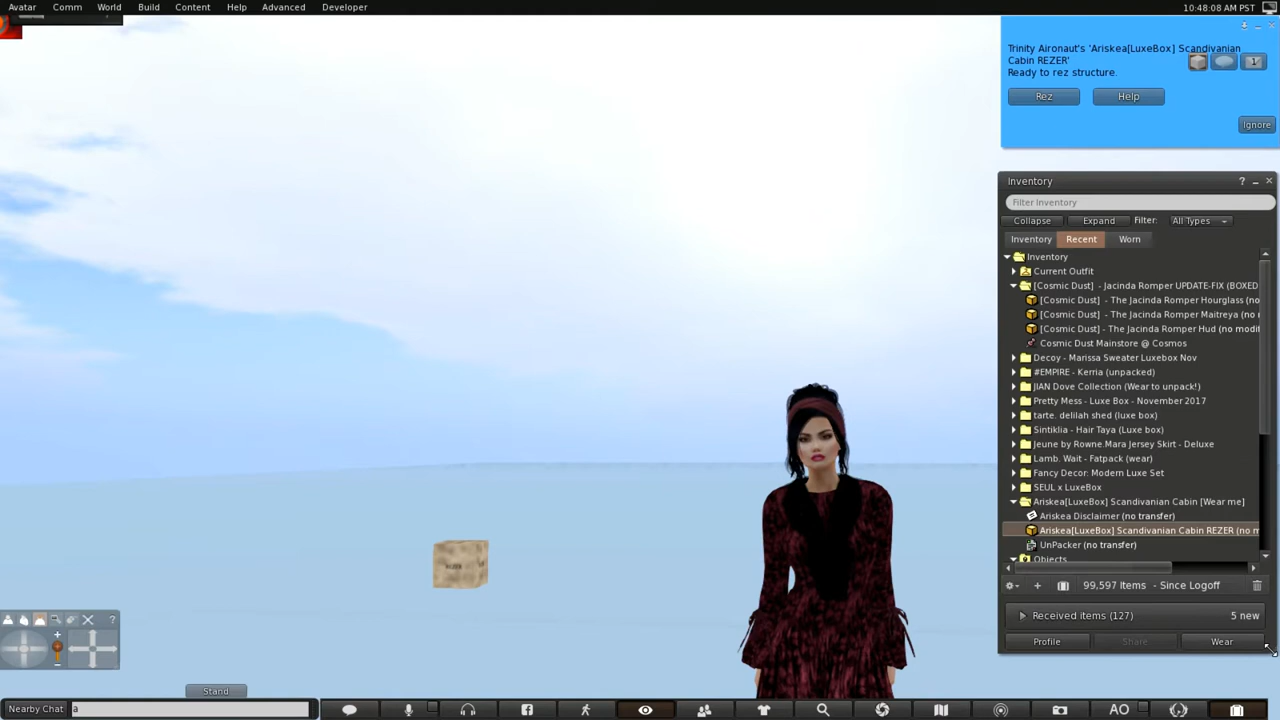 Avatar Comm World Build Content Help Advanced Developer
10:48:08 AM PST
Trinity Aironaut's 'Ariskea[LuxeBox] Scandivanian
Cabin REZER'
Ready to rez structure.
1
Rez Help
Ignore
Inventory
?
Filter Inventory
Collapse Expand Filter: All Types
Inventory Recent Worn
Inventory
Current Outfit
[Cosmic Dust] - Jacinda Romper UPDATE-FIX (BOXED
[Cosmic Dust] - The Jacinda Romper Hourglass (no
[Cosmic Dust] - The Jacinda Romper Maitreya (no
[Cosmic Dust] - The Jacinda Romper Hud (no modi
Cosmic Dust Mainstore @ Cosmos
Decoy - Marissa Sweater Luxebox Nov
#EMPIRE - Kerria (unpacked)
JIAN Dove Collection (Wear to unpack!)
Pretty Mess - Luxe Box - November 2017
tarte. delilah shed (luxe box)
Sintiklia - Hair Taya (Luxe box)
Jeune by Rowne.Mara Jersey Skirt - Deluxe
Lamb. Wait - Fatpack (wear)
Fancy Decor: Modern Luxe Set
SEUL x LuxeBox
Ariskea[LuxeBox] Scandivanian Cabin [Wear me]
Ariskea Disclaimer (no transfer)
Ariskea[LuxeBox] Scandivanian Cabin REZER (no m
UnPacker (no transfer)
Objects
99,597 Items - Since Logoff
Received items (127) 5 new
Profile Share Wear
REZER
?
Stand
Nearby Chat a
AO